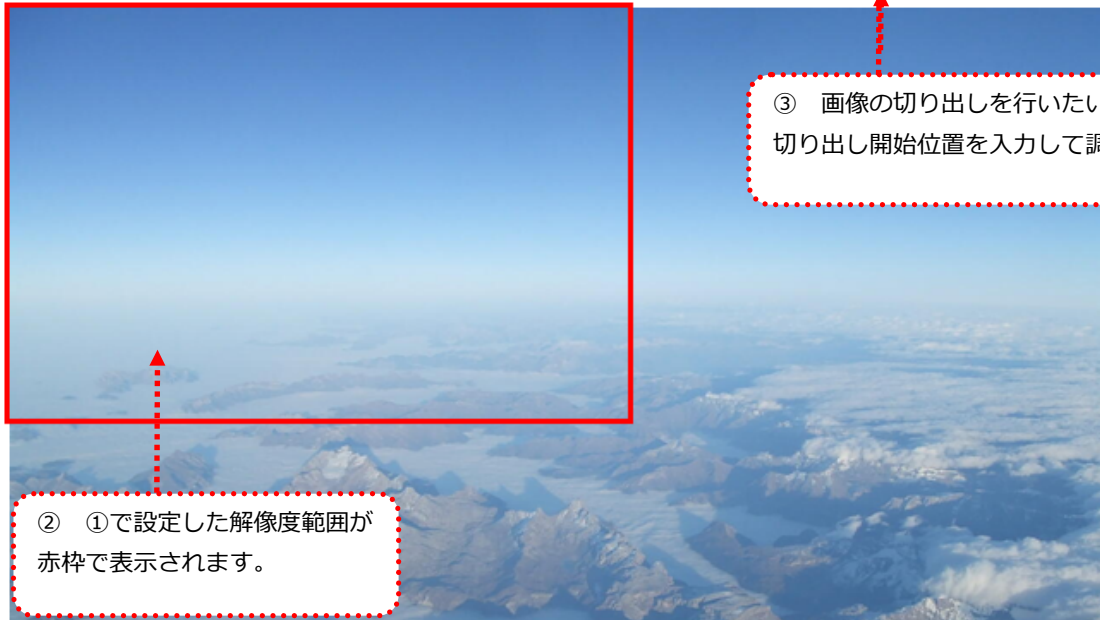 ③ 画像の切り出しを行いたい
切り出し開始位置を入力して調
② ①で設定した解像度範囲が
赤枠で表示されます。